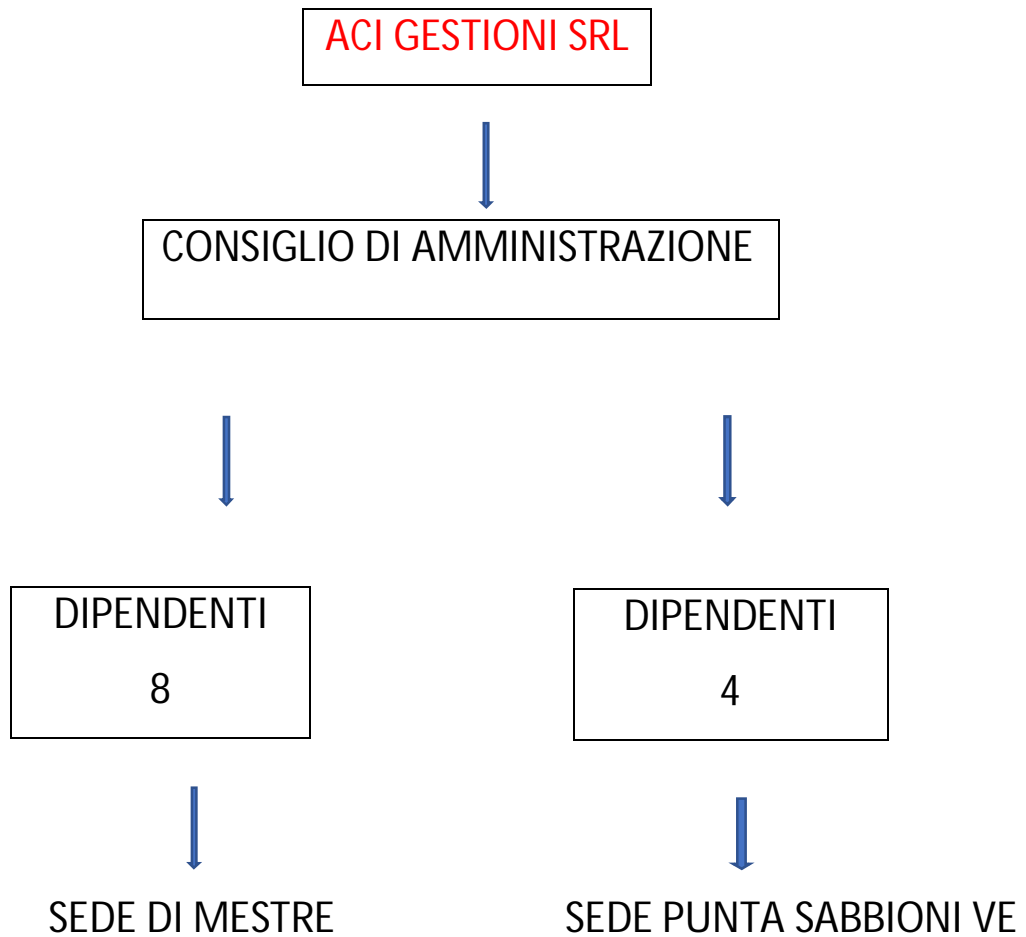 ACI GESTIONI SRL
CONSIGLIO DI AMMINISTRAZIONE
DIPENDENTI
8
DIPENDENTI
4
SEDE DI MESTRE
SEDE PUNTA SABBIONI VE